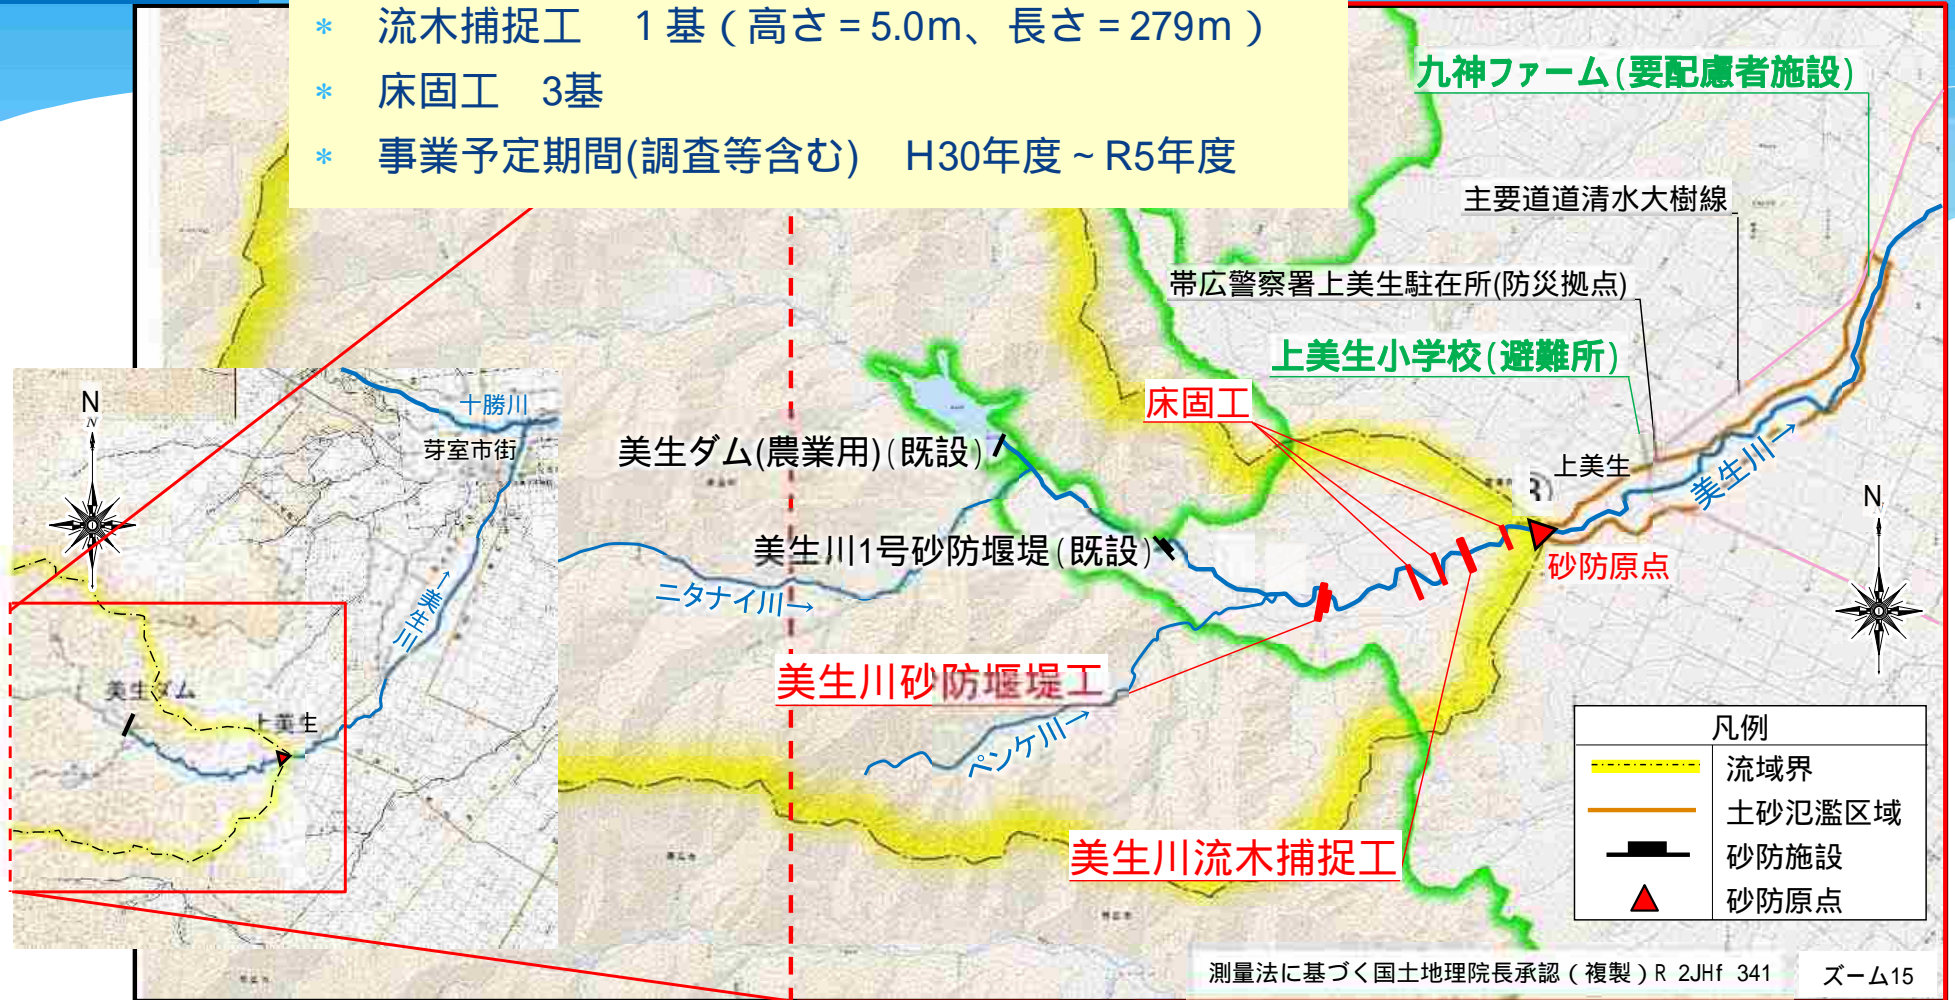 * 流木捕捉工　1基（高さ=5.0m、長さ=279m）
* 床固工　3基
* 事業予定期間(調査等含む)　H30年度~R5年度
九神ファーム(要配慮者施設)
主要道道清水大樹線
帯広警察署上美生駐在所(防災拠点)
上美生小学校(避難所)
床固工
美生ダム(農業用)(既設)
上美生
美生川→
美生川1号砂防堰堤(既設)
砂防原点
ニタナイ川→
美生川砂防堰堤工
ペンケ川→
美生川流木捕捉工
N
N
N
十勝川
芽室市街
→美生川
美生ダム
上美生
凡例
流域界
土砂氾濫区域
砂防施設
砂防原点
測量法に基づく国土地理院長承認（複製）R 2JHf 341
ズーム15